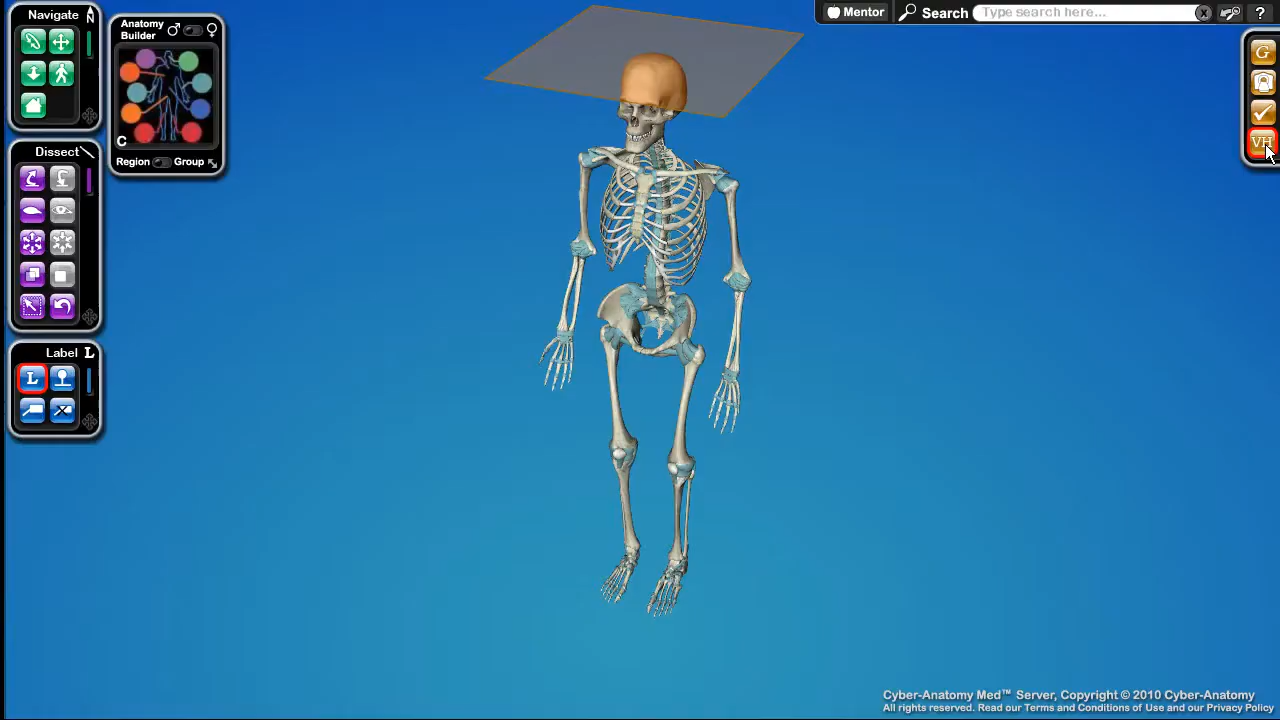 Navigate
Anatomy
Builder
C
Region
Group
Dissect
Label
L
L
Mentor
Search
Type search here...
x
?
G
VH
Cyber-Anatomy Med™ Server, Copyright © 2010 Cyber-Anatomy
All rights reserved. Read our Terms and Conditions of Use and our Privacy Policy